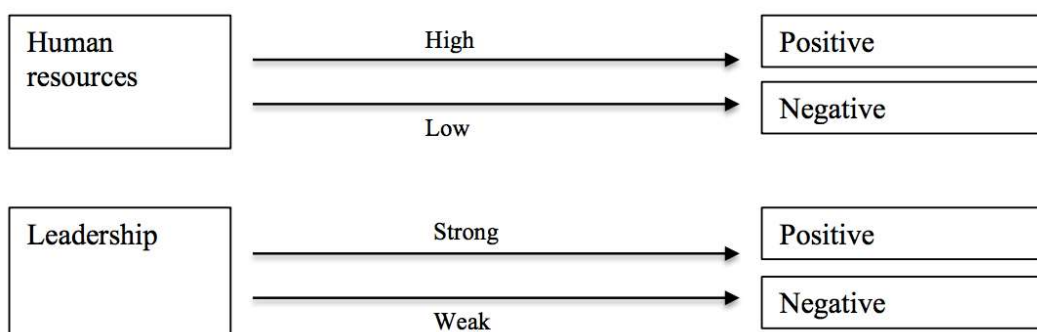 Human
resources
High
Low
Positive
Negative
Leadership
Strong
Weak
Positive
Negative